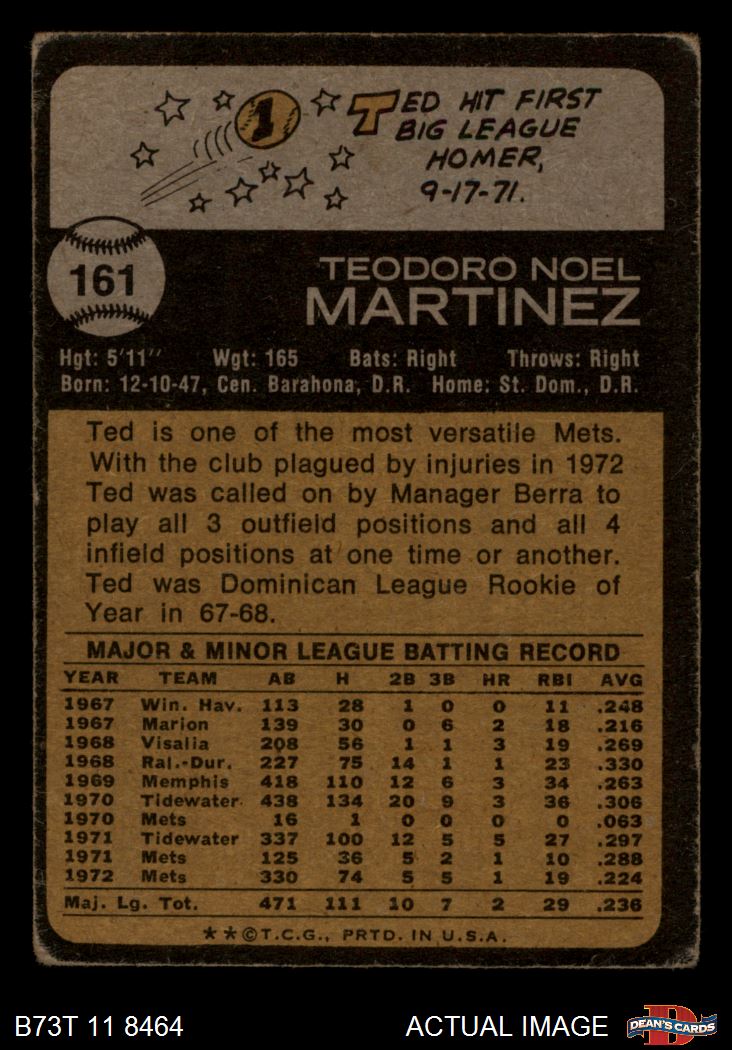 1
TED HIT FIRST
BIG LEAGUE
HOMER,
9-17-71.
161
TEODORO NOEL
MARTINEZ
Hgt: 5'11'' Wgt: 165 Bats: Right Throws: Right
Born: 12-10-47, Cen. Barahona, D.R. Home: St. Dom., D.R.
Ted is one of the most versatile Mets.
With the club plagued by injuries in 1972
Ted was called on by Manager Berra to
play all 3 outfield positions and all 4
infield positions at one time or another.
Ted was Dominican League Rookie of
Year in 67-68.
MAJOR & MINOR LEAGUE BATTING RECORD
YEAR TEAM AB H 2B 3B HR RBI AVG
1967 Win. Hav. 113 28 1 0 0 11 .248
1967 Marion 139 30 0 6 2 18 .216
1968 Visalia 208 56 1 1 3 19 .269
1968 Ral.-Dur. 227 75 14 1 1 23 .330
1969 Memphis 418 110 12 6 3 34 .263
1970 Tidewater 438 134 20 9 3 36 .306
1970 Mets 16 1 0 0 0 0 .063
1971 Tidewater 337 100 12 5 5 27 .297
1971 Mets 125 36 5 2 1 10 .288
1972 Mets 330 74 5 5 1 19 .224
Maj. Lg. Tot. 471 111 10 7 2 29 .236
**©T.C.G., PRTD. IN U.S.A.
B73T 11 8464 ACTUAL IMAGE D DEAN'S CARDS